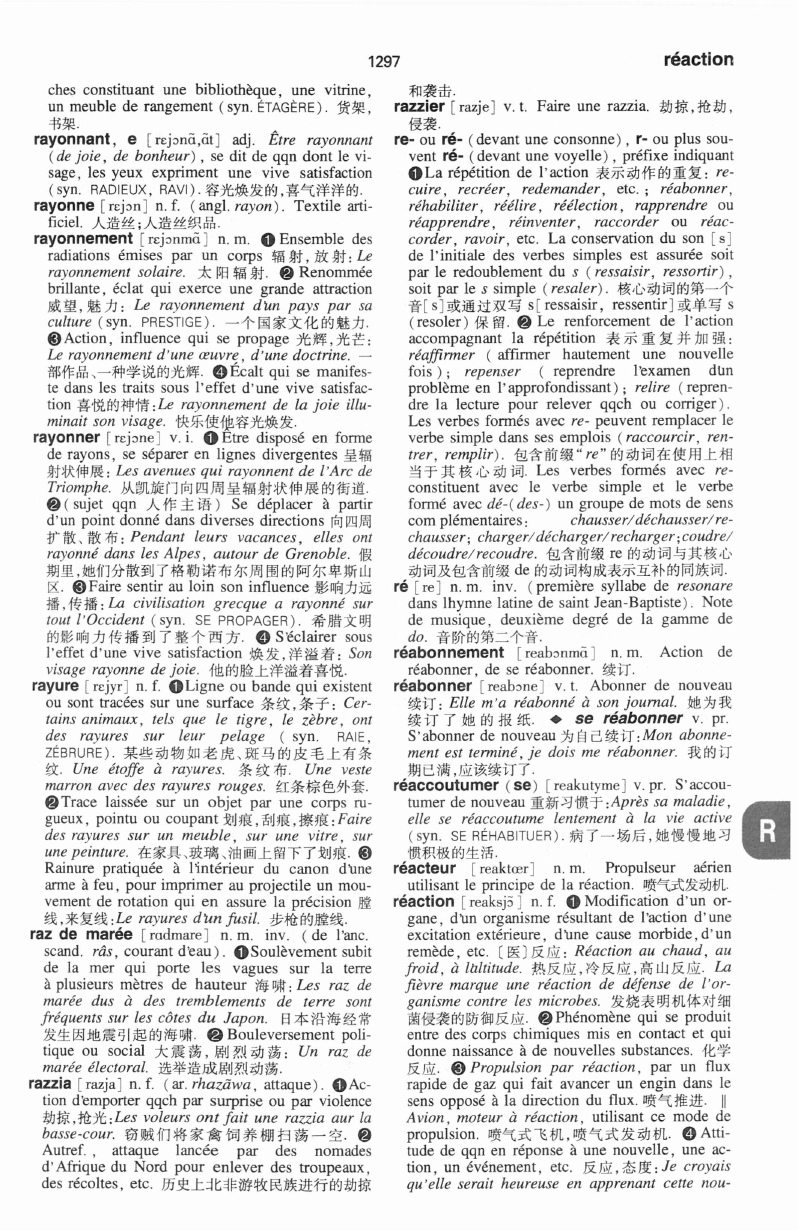 1297
réaction
ches constituant une bibliothèque, une vitrine,
un meuble de rangement (syn. ÉTAGÈRE). 货架,
书架.
rayonnant, e [rɛjɔnɑ̃,ɑ̃t] adj. Être rayonnant
(de joie, de bonheur), se dit de qqn dont le vi-
sage, les yeux expriment une vive satisfaction
(syn. RADIEUX, RAVI). 容光焕发的,喜气洋洋的.
rayonne [rɛjɔn] n. f. (angl. rayon). Textile arti-
ficiel. 人造丝;人造丝织品.
rayonnement [rɛjɔnmɑ̃] n. m. ❶ Ensemble des
radiations émises par un corps 辐射, 放射: Le
rayonnement solaire. 太阳辐射. ❷ Renommée
brillante, éclat qui exerce une grande attraction
威望,魅力: Le rayonnement d'un pays par sa
culture (syn. PRESTIGE). 一个国家文化的魅力.
❸Action, influence qui se propage 光辉,光芒:
Le rayonnement d'une œuvre, d'une doctrine. 一
部作品、一种学说的光辉. ❹Écalt qui se manifes-
te dans les traits sous l'effet d'une vive satisfac-
tion 喜悦的神情:Le rayonnement de la joie illu-
minait son visage. 快乐使他容光焕发.
rayonner [rɛjɔne] v. i. ❶ Être disposé en forme
de rayons, se séparer en lignes divergentes 呈辐
射状伸展: Les avenues qui rayonnent de l'Arc de
Triomphe. 从凯旋门向四周呈辐射状伸展的街道.
❷(sujet qqn 人作主语) Se déplacer à partir
d'un point donné dans diverses directions 向四周
扩散、散布: Pendant leurs vacances, elles ont
rayonné dans les Alpes, autour de Grenoble. 假
期里,她们分散到了格勒诺布尔周围的阿尔卑斯山
区. ❸Faire sentir au loin son influence 影响力远
播,传播: La civilisation grecque a rayonné sur
tout l'Occident (syn. SE PROPAGER). 希腊文明
的影响力传播到了整个西方. ❹ S'éclairer sous
l'effet d'une vive satisfaction 焕发,洋溢着: Son
visage rayonne de joie. 他的脸上洋溢着喜悦.
rayure [rɛjyr] n. f. ❶Ligne ou bande qui existent
ou sont tracées sur une surface 条纹,条子: Cer-
tains animaux, tels que le tigre, le zèbre, ont
des rayures sur leur pelage ( syn. RAIE,
ZÉBRURE). 某些动物如老虎、斑马的皮毛上有条
纹. Une étoffe à rayures. 条纹布. Une veste
marron avec des rayures rouges. 红条棕色外套.
❷Trace laissée sur un objet par une corps ru-
gueux, pointu ou coupant 划痕,刮痕,擦痕:Faire
des rayures sur un meuble, sur une vitre, sur
une peinture. 在家具、玻璃、油画上留下了划痕. ❸
Rainure pratiquée à l'intérieur du canon d'une
arme à feu, pour imprimer au projectile un mou-
vement de rotation qui en assure la précision 膛
线,来复线:Le rayures d'un fusil. 步枪的膛线.
raz de marée [rɑdmare] n. m. inv. (de l'anc.
scand. râs, courant d'eau). ❶Soulèvement subit
de la mer qui porte les vagues sur la terre
à plusieurs mètres de hauteur 海啸: Les raz de
marée dus à des tremblements de terre sont
fréquents sur les côtes du Japon. 日本沿海经常
发生因地震引起的海啸. ❷ Bouleversement poli-
tique ou social 大震荡, 剧烈动荡: Un raz de
marée électoral. 选举造成剧烈动荡.
razzia [razja] n. f. (ar. rhazāwa, attaque). ❶Ac-
tion d'emporter qqch par surprise ou par violence
劫掠,抢光:Les voleurs ont fait une razzia aur la
basse-cour. 窃贼们将家禽饲养棚扫荡一空. ❷
Autref., attaque lancée par des nomades
d'Afrique du Nord pour enlever des troupeaux,
des récoltes, etc. 历史上北非游牧民族进行的劫掠
和袭击.
razzier [razje] v. t. Faire une razzia. 劫掠,抢劫,
侵袭.
re- ou ré- (devant une consonne), r- ou plus sou-
vent ré- (devant une voyelle), préfixe indiquant
❶La répétition de l'action 表示动作的重复: re-
cuire, recréer, redemander, etc.; réabonner,
réhabiliter, réélire, réélection, rapprendre ou
réapprendre, réinventer, raccorder ou réac-
corder, ravoir, etc. La conservation du son [s]
de l'initiale des verbes simples est assurée soit
par le redoublement du s (ressaisir, ressortir),
soit par le s simple (resaler). 核心动词的第一个
音[s]或通过双写 s[ressaisir, ressentir]或单写 s
(resoler) 保留. ❷ Le renforcement de l'action
accompagnant la répétition 表示重复并加强:
réaffirmer ( affirmer hautement une nouvelle
fois ); repenser ( reprendre l'examen d'un
problème en l'approfondissant); relire (repren-
dre la lecture pour relever qqch ou corriger).
Les verbes formés avec re- peuvent remplacer le
verbe simple dans ses emplois (raccourcir, ren-
trer, remplir). 包含前缀“re”的动词在使用上相
当于其核心动词. Les verbes formés avec re-
constituent avec le verbe simple et le verbe
formé avec dé-(des-) un groupe de mots de sens
com plémentaires: chausser/déchausser/re-
chausser; charger/décharger/recharger;coudre/
découdre/recoudre. 包含前缀 re 的动词与其核心
动词及包含前缀 de 的动词构成表示互补的同族词.
ré [re] n. m. inv. (première syllabe de resonare
dans lhymne latine de saint Jean-Baptiste). Note
de musique, deuxième degré de la gamme de
do. 音阶的第二个音.
réabonnement [reabɔnmɑ̃] n. m. Action de
réabonner, de se réabonner. 续订.
réabonner [reabɔne] v. t. Abonner de nouveau
续订: Elle m'a réabonné à son journal. 她为我
续订了她的报纸. ◆ se réabonner v. pr.
S'abonner de nouveau 为自己续订:Mon abonne-
ment est terminé, je dois me réabonner. 我的订
期已满,应该续订了.
réaccoutumer (se) [reakutyme] v. pr. S'accou-
tumer de nouveau 重新习惯于:Après sa maladie,
elle se réaccoutume lentement à la vie active
(syn. SE RÉHABITUER). 病了一场后,她慢慢地习
惯积极的生活.
réacteur [reaktœr] n. m. Propulseur aérien
utilisant le principe de la réaction. 喷气式发动机.
réaction [reaksjɔ̃] n. f. ❶ Modification d'un or-
gane, d'un organisme résultant de l'action d'une
excitation extérieure, d'une cause morbide, d'un
remède, etc. [医]反应: Réaction au chaud, au
froid, à l'altitude. 热反应,冷反应,高山反应. La
fièvre marque une réaction de défense de l'or-
ganisme contre les microbes. 发烧表明机体对细
菌侵袭的防御反应. ❷Phénomène qui se produit
entre des corps chimiques mis en contact et qui
donne naissance à de nouvelles substances. 化学
反应. ❸ Propulsion par réaction, par un flux
rapide de gaz qui fait avancer un engin dans le
sens opposé à la direction du flux. 喷气推进. ‖
Avion, moteur à réaction, utilisant ce mode de
propulsion. 喷气式飞机,喷气式发动机. ❹ Atti-
tude de qqn en réponse à une nouvelle, une ac-
tion, un événement, etc. 反应,态度:Je croyais
qu'elle serait heureuse en apprenant cette nou-
R